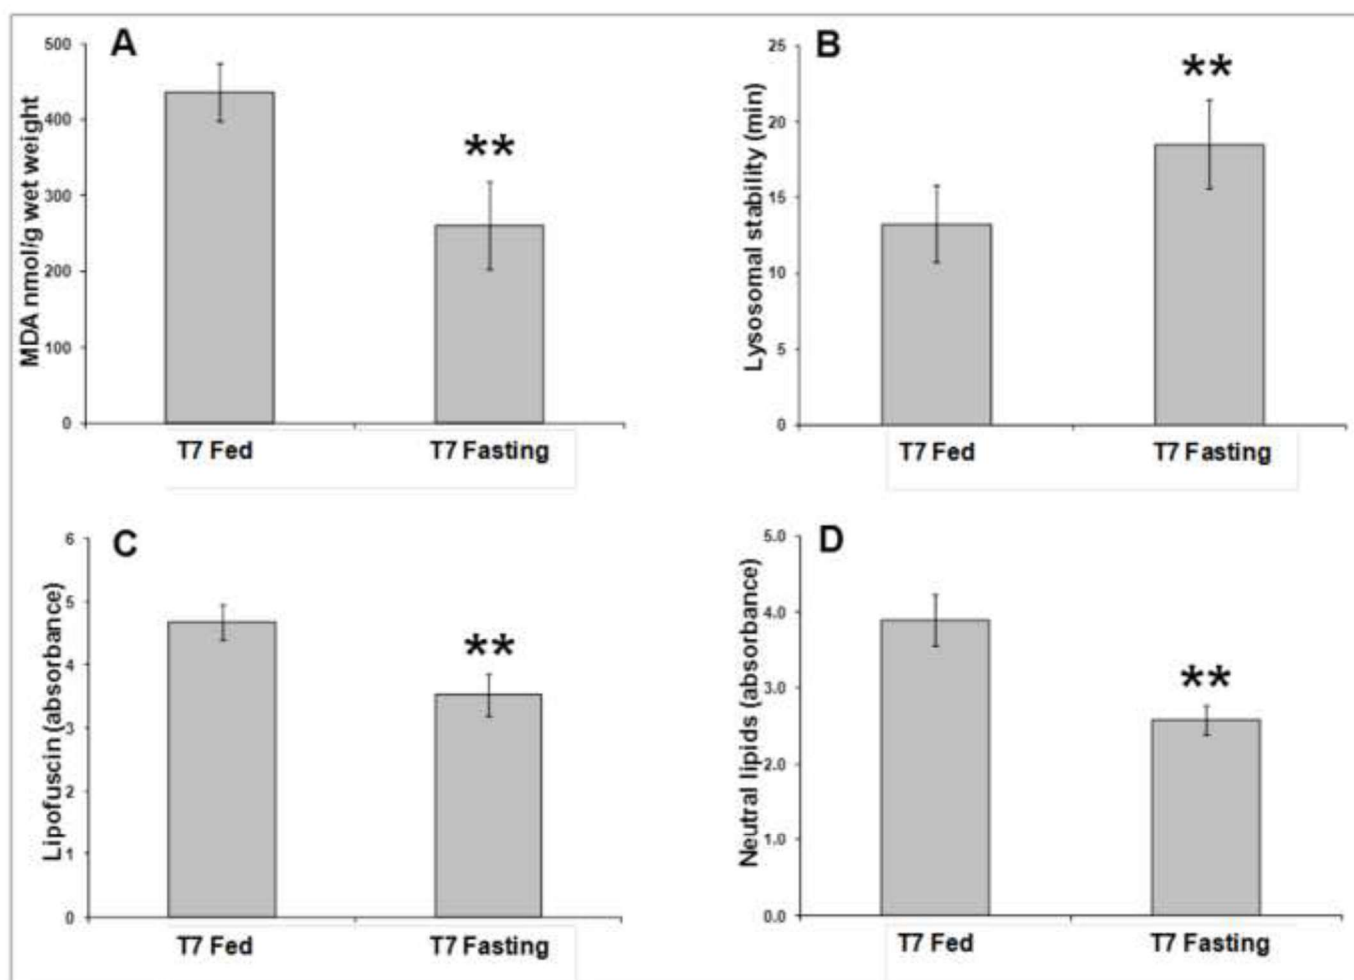 A
MDA nmol/g wet weight
500
400
300
200
100
0
**
T7 Fed
T7 Fasting
B
Lysosomal stability (min)
25
20
15
10
5
0
**
T7 Fed
T7 Fasting
C
Lipofuscin (absorbance)
6
5
4
3
2
1
0
**
T7 Fed
T7 Fasting
D
Neutral lipids (absorbance)
5.0
4.0
3.0
2.0
1.0
0.0
**
T7 Fed
T7 Fasting